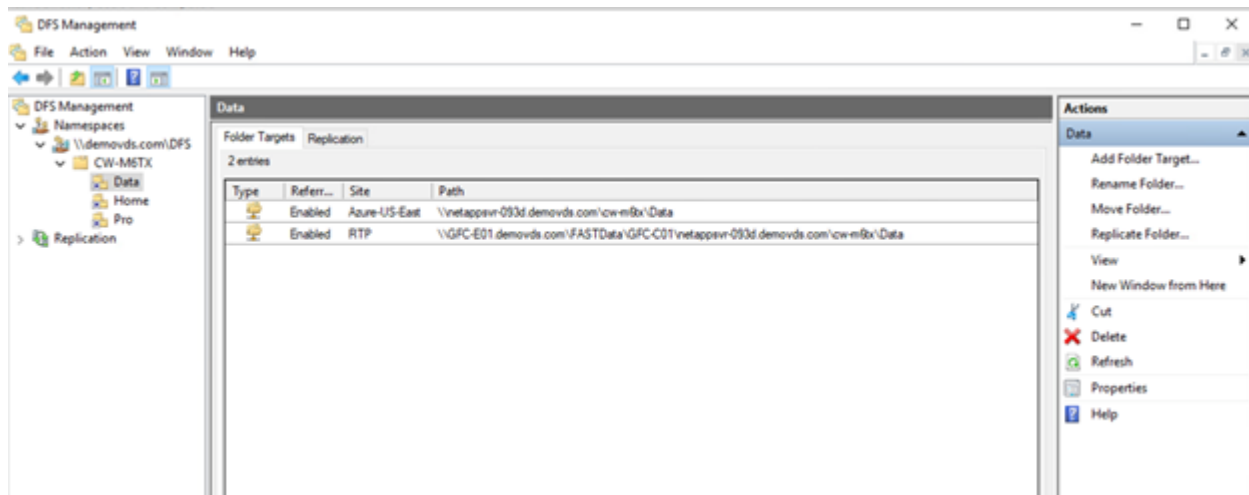 DFS Management
File Action View Window Help
DFS Management
Namespaces
\\demovds.com\DFS
CW-M6TX
Data
Home
Pro
Replication
Data
Folder Targets Replication
2 entries
Type Referr... Site Path
Enabled Azure-US-East \\netappsvr-093d.demovds.com\cw-m6tx\Data
Enabled RTP \\GFC-E01.demovds.com\FASTData\GFC-C01\netappsvr-093d.demovds.com\cw-m6tx\Data
Actions
Data
Add Folder Target...
Rename Folder...
Move Folder...
Replicate Folder...
View
New Window from Here
Cut
Delete
Refresh
Properties
Help